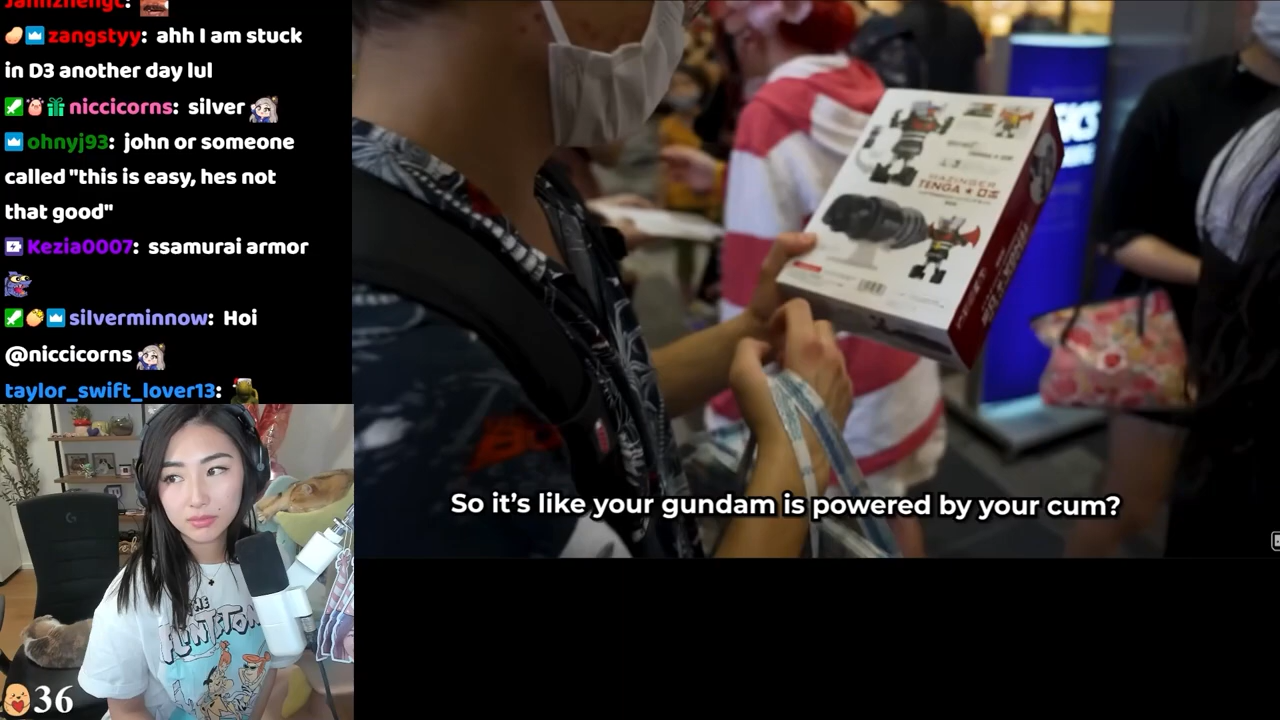 Jahnzhengt:
zangstyy: ahh I am stuck
in D3 another day lul
niccicorns: silver
ohnyj93: john or someone
called "this is easy, hes not
that good"
Kezia0007: ssamurai armor
silverminnow: Hoi
@niccicorns
taylor_swift_lover13:
MAZINGER
TENGA
THE
FLINTSTON
So it’s like your gundam is powered by your cum?
36